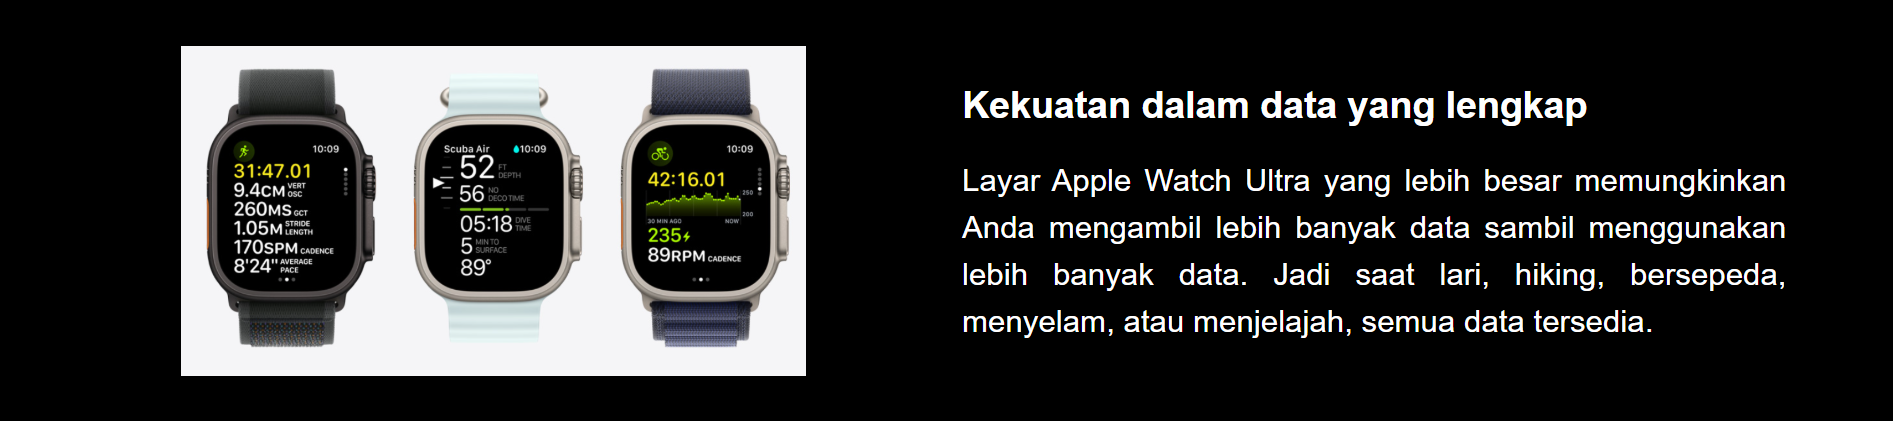 10:09
31:47.01
9.4CM VERT OSC
260MS GCT
1.05M STRIDE LENGTH
170SPM CADENCE
8'24" AVERAGE PACE
Scuba Air 10:09
52 FT DEPTH
56 NO DECO TIME
05:18 DIVE TIME
5 MIN TO SURFACE
89°
10:09
42:16.01
250
200
30 MIN AGO NOW
235
89RPM CADENCE
Kekuatan dalam data yang lengkap
Layar Apple Watch Ultra yang lebih besar memungkinkan
Anda mengambil lebih banyak data sambil menggunakan
lebih banyak data. Jadi saat lari, hiking, bersepeda,
menyelam, atau menjelajah, semua data tersedia.